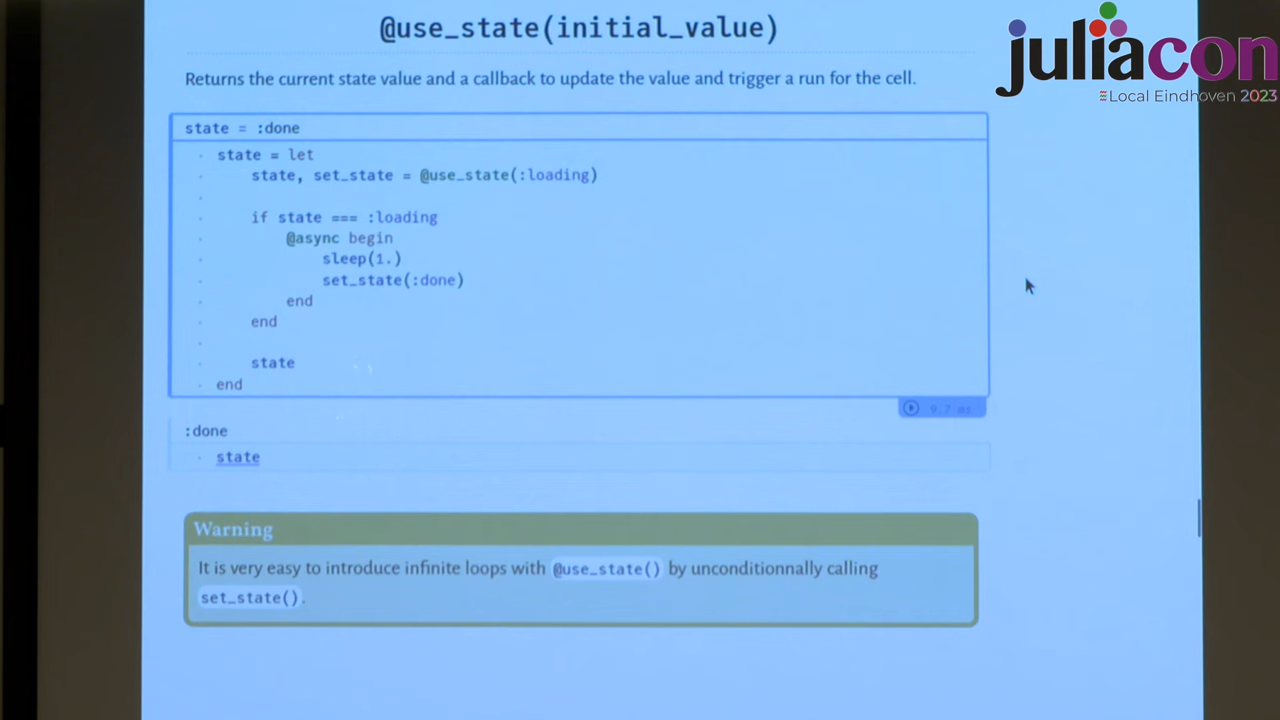 @use_state(initial_value)
juliacon
Local Eindhoven 2023
Returns the current state value and a callback to update the value and trigger a run for the cell.
state = :done
state = let
state, set_state = @use_state(:loading)
if state === :loading
@async begin
sleep(1.)
set_state(:done)
end
end
state
end
9.7 ms
:done
state
Warning
It is very easy to introduce infinite loops with @use_state() by unconditionnally calling
set_state().